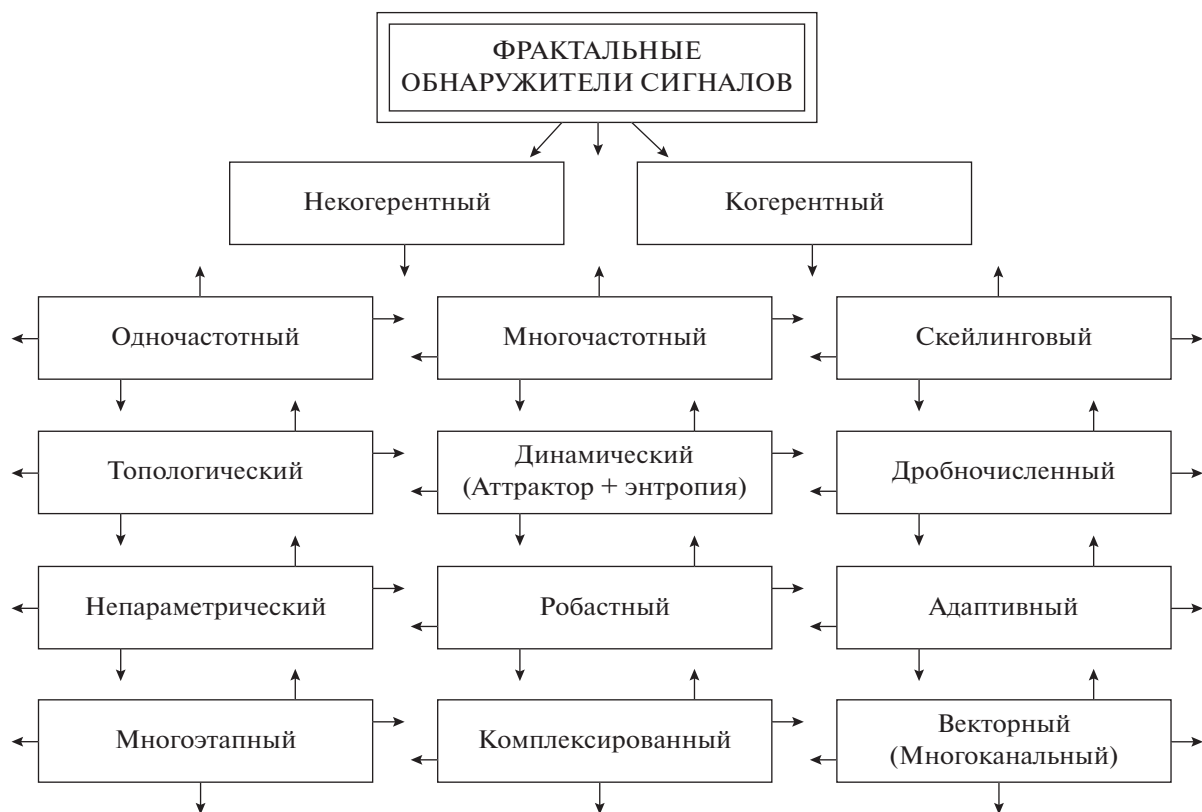 ФРАКТАЛЬНЫЕ
ОБНАРУЖИТЕЛИ СИГНАЛОВ
Некогерентный
Когерентный
Одночастотный
Многочастотный
Скейлинговый
Топологический
Динамический
(Аттрактор + энтропия)
Дробночисленный
Непараметрический
Робастный
Адаптивный
Многоэтапный
Комплексированный
Векторный
(Многоканальный)